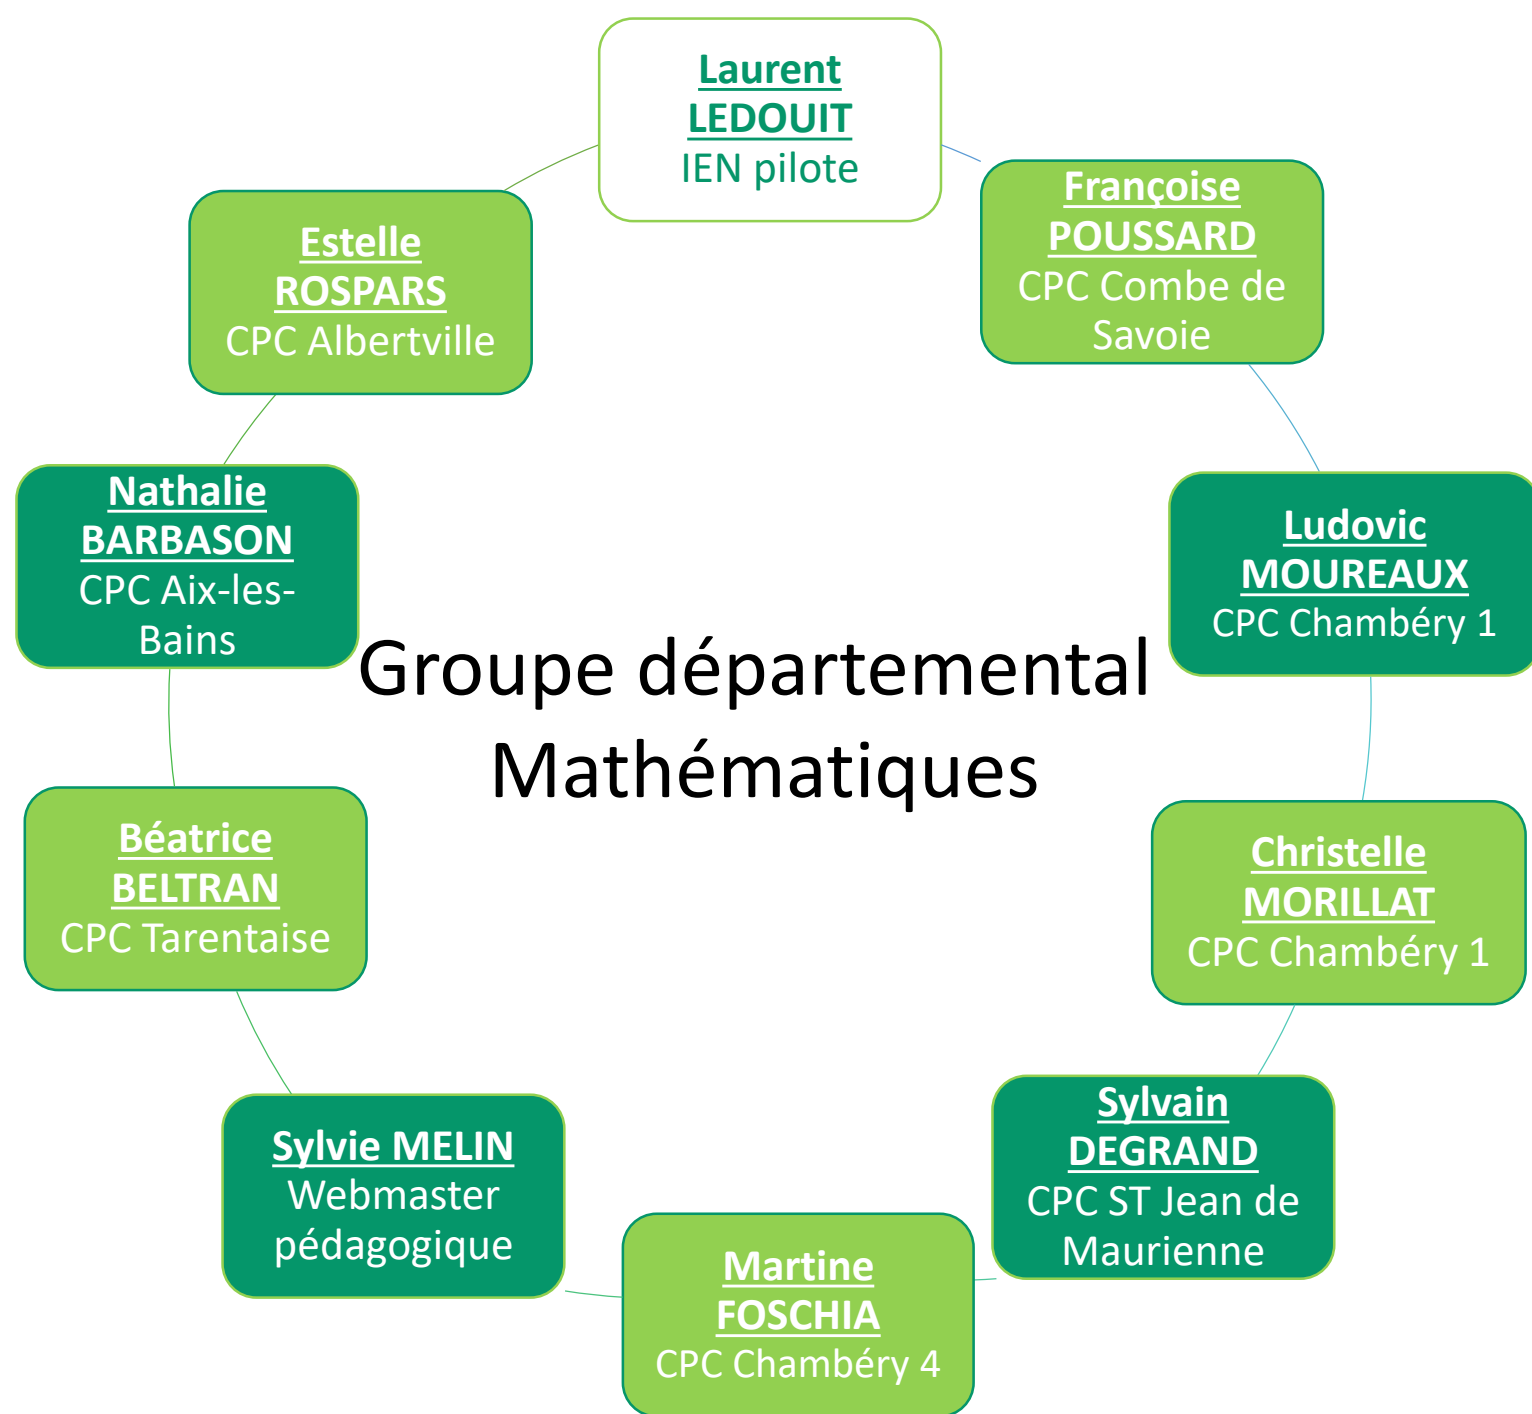 Laurent
LEDOUIT
IEN pilote
Françoise
POUSSARD
CPC Combe de
Savoie
Ludovic
MOUREAUX
CPC Chambéry 1
Christelle
MORILLAT
CPC Chambéry 1
Sylvain
DEGRAND
CPC ST Jean de
Maurienne
Martine
FOSCHIA
CPC Chambéry 4
Sylvie MELIN
Webmaster
pédagogique
Béatrice
BELTRAN
CPC Tarentaise
Nathalie
BARBASON
CPC Aix-les-
Bains
Estelle
ROSPARS
CPC Albertville
Groupe départemental
Mathématiques